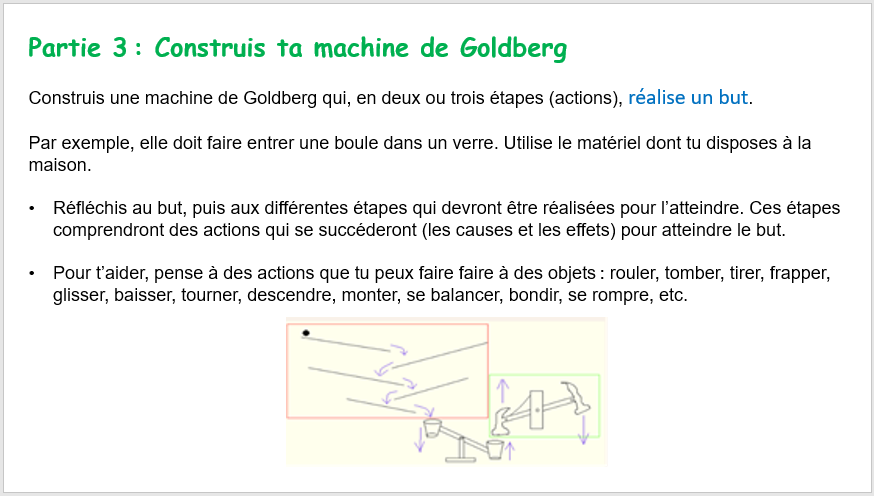 Partie 3 : Construis ta machine de Goldberg
Construis une machine de Goldberg qui, en deux ou trois étapes (actions), réalise un but.
Par exemple, elle doit faire entrer une boule dans un verre. Utilise le matériel dont tu disposes à la
maison.
• Réfléchis au but, puis aux différentes étapes qui devront être réalisées pour l’atteindre. Ces étapes
comprendront des actions qui se succéderont (les causes et les effets) pour atteindre le but.
• Pour t’aider, pense à des actions que tu peux faire faire à des objets : rouler, tomber, tirer, frapper,
glisser, baisser, tourner, descendre, monter, se balancer, bondir, se rompre, etc.